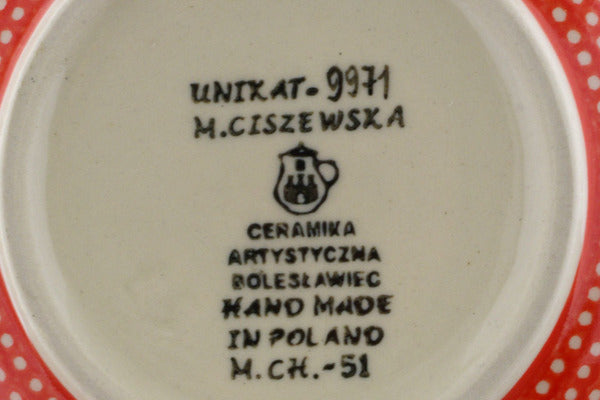 UNIKAT-9971
M.CISZEWSKA
CERAMIKA
ARTYSTYCZNA
BOLESŁAWIEC
HAND MADE
IN POLAND
M.CH.-51